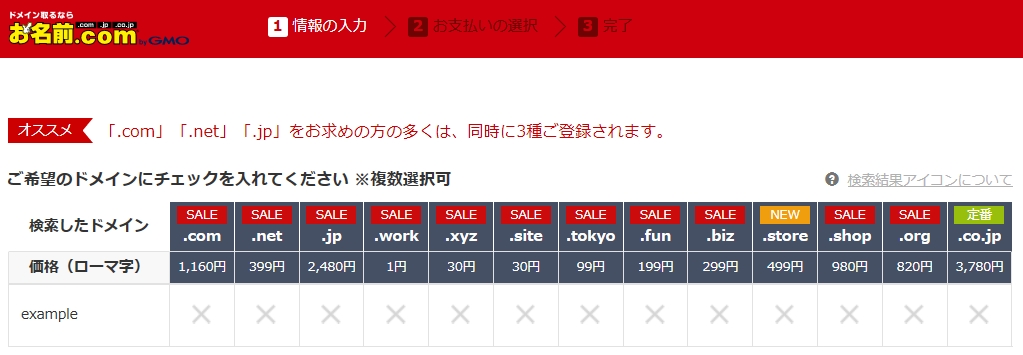 ドメイン取るなら
お名前.com .com .jp .co.jp
by GMO
1 情報の入力 2 お支払いの選択 3 完了
オススメ 「.com」「.net」「.jp」をお求めの方の多くは、同時に3種ご登録されます。
ご希望のドメインにチェックを入れてください ※複数選択可
? 検索結果アイコンについて
検索したドメイン SALE SALE SALE SALE SALE SALE SALE SALE SALE NEW SALE SALE 定番
.com .net .jp .work .xyz .site .tokyo .fun .biz .store .shop .org .co.jp
価格（ローマ字） 1,160円 399円 2,480円 1円 30円 30円 99円 199円 299円 499円 980円 820円 3,780円
example